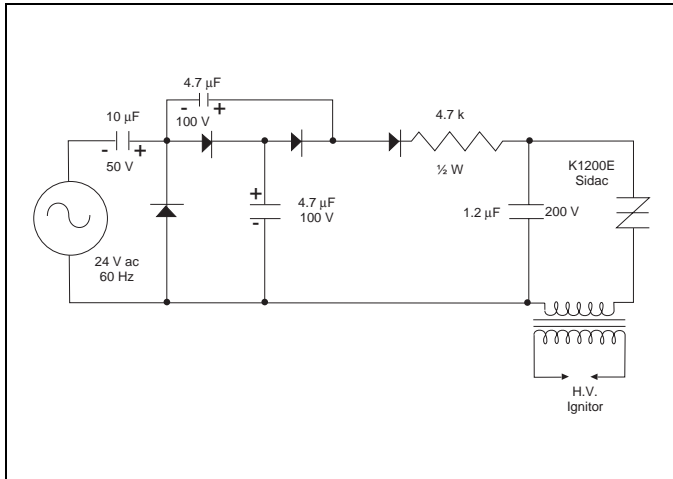 4.7 μF
- +
100 V
10 μF
- +
50 V
4.7 k
½ W
K1200E
Sidac
+
4.7 μF
100 V
-
1.2 μF
200 V
24 V ac
60 Hz
H.V.
Ignitor